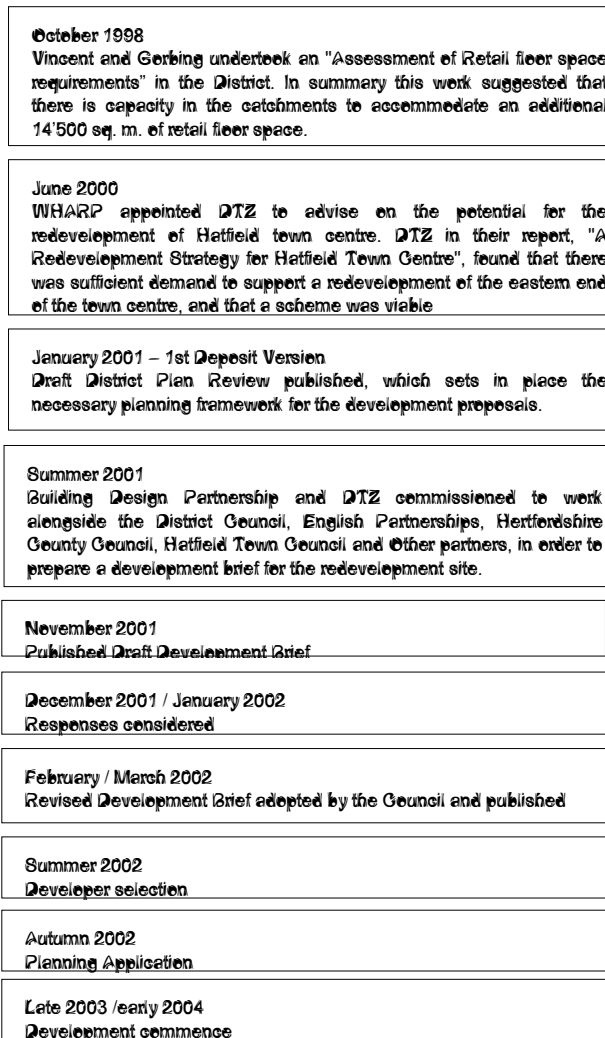 October 1998
Vincent and Gorbing undertook an "Assessment of Retail floor space
requirements" in the District. In summary this work suggested that
there is capacity in the catchments to accommodate an additional
14'500 sq. m. of retail floor space.
June 2000
WHARP appointed DTZ to advise on the potential for the
redevelopment of Hatfield town centre. DTZ in their report, "A
Redevelopment Strategy for Hatfield Town Centre", found that there
was sufficient demand to support a redevelopment of the eastern end
of the town centre, and that a scheme was viable
January 2001 – 1st Deposit Version
Draft District Plan Review published, which sets in place the
necessary planning framework for the development proposals.
Summer 2001
Building Design Partnership and DTZ commissioned to work
alongside the District Council, English Partnerships, Hertfordshire
County Council, Hatfield Town Council and Other partners, in order to
prepare a development brief for the redevelopment site.
November 2001
Published Draft Development Brief
December 2001 / January 2002
Responses considered
February / March 2002
Revised Development Brief adopted by the Council and published
Summer 2002
Developer selection
Autumn 2002
Planning Application
Late 2003 /early 2004
Development commence